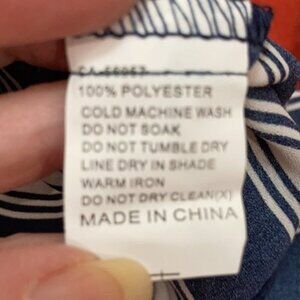 100% POLYESTER
COLD MACHINE WASH
DO NOT SOAK
DO NOT TUMBLE DRY
LINE DRY IN SHADE
WARM IRON
DO NOT DRY CLEAN(X)
MADE IN CHINA